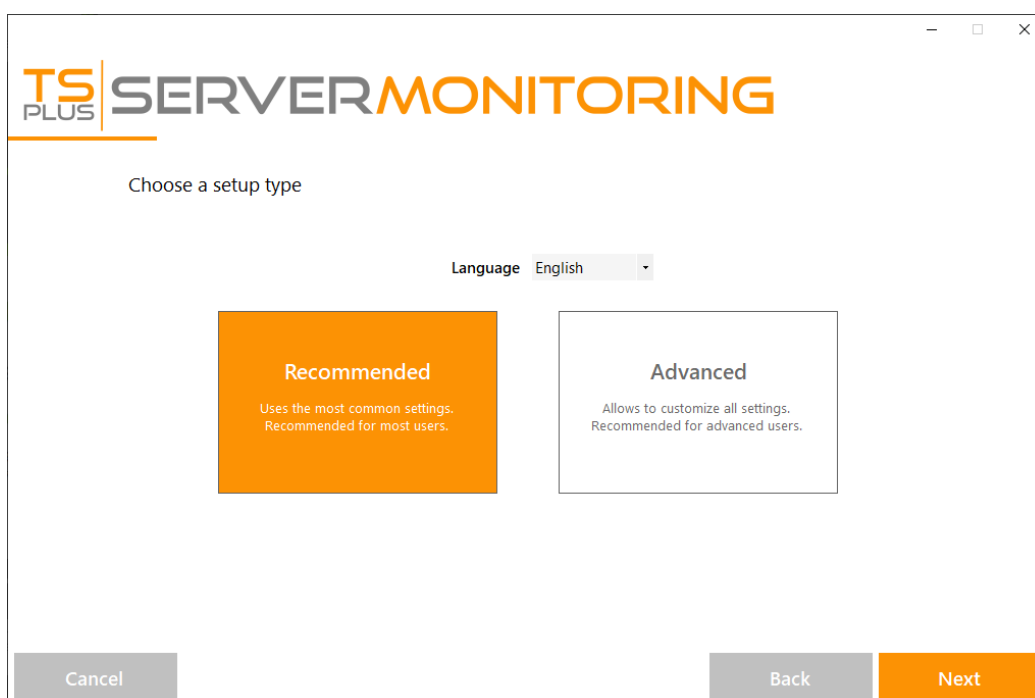 TS PLUS SERVERMONITORING
Choose a setup type
Language English
Recommended
Uses the most common settings.
Recommended for most users.
Advanced
Allows to customize all settings.
Recommended for advanced users.
Cancel
Back
Next